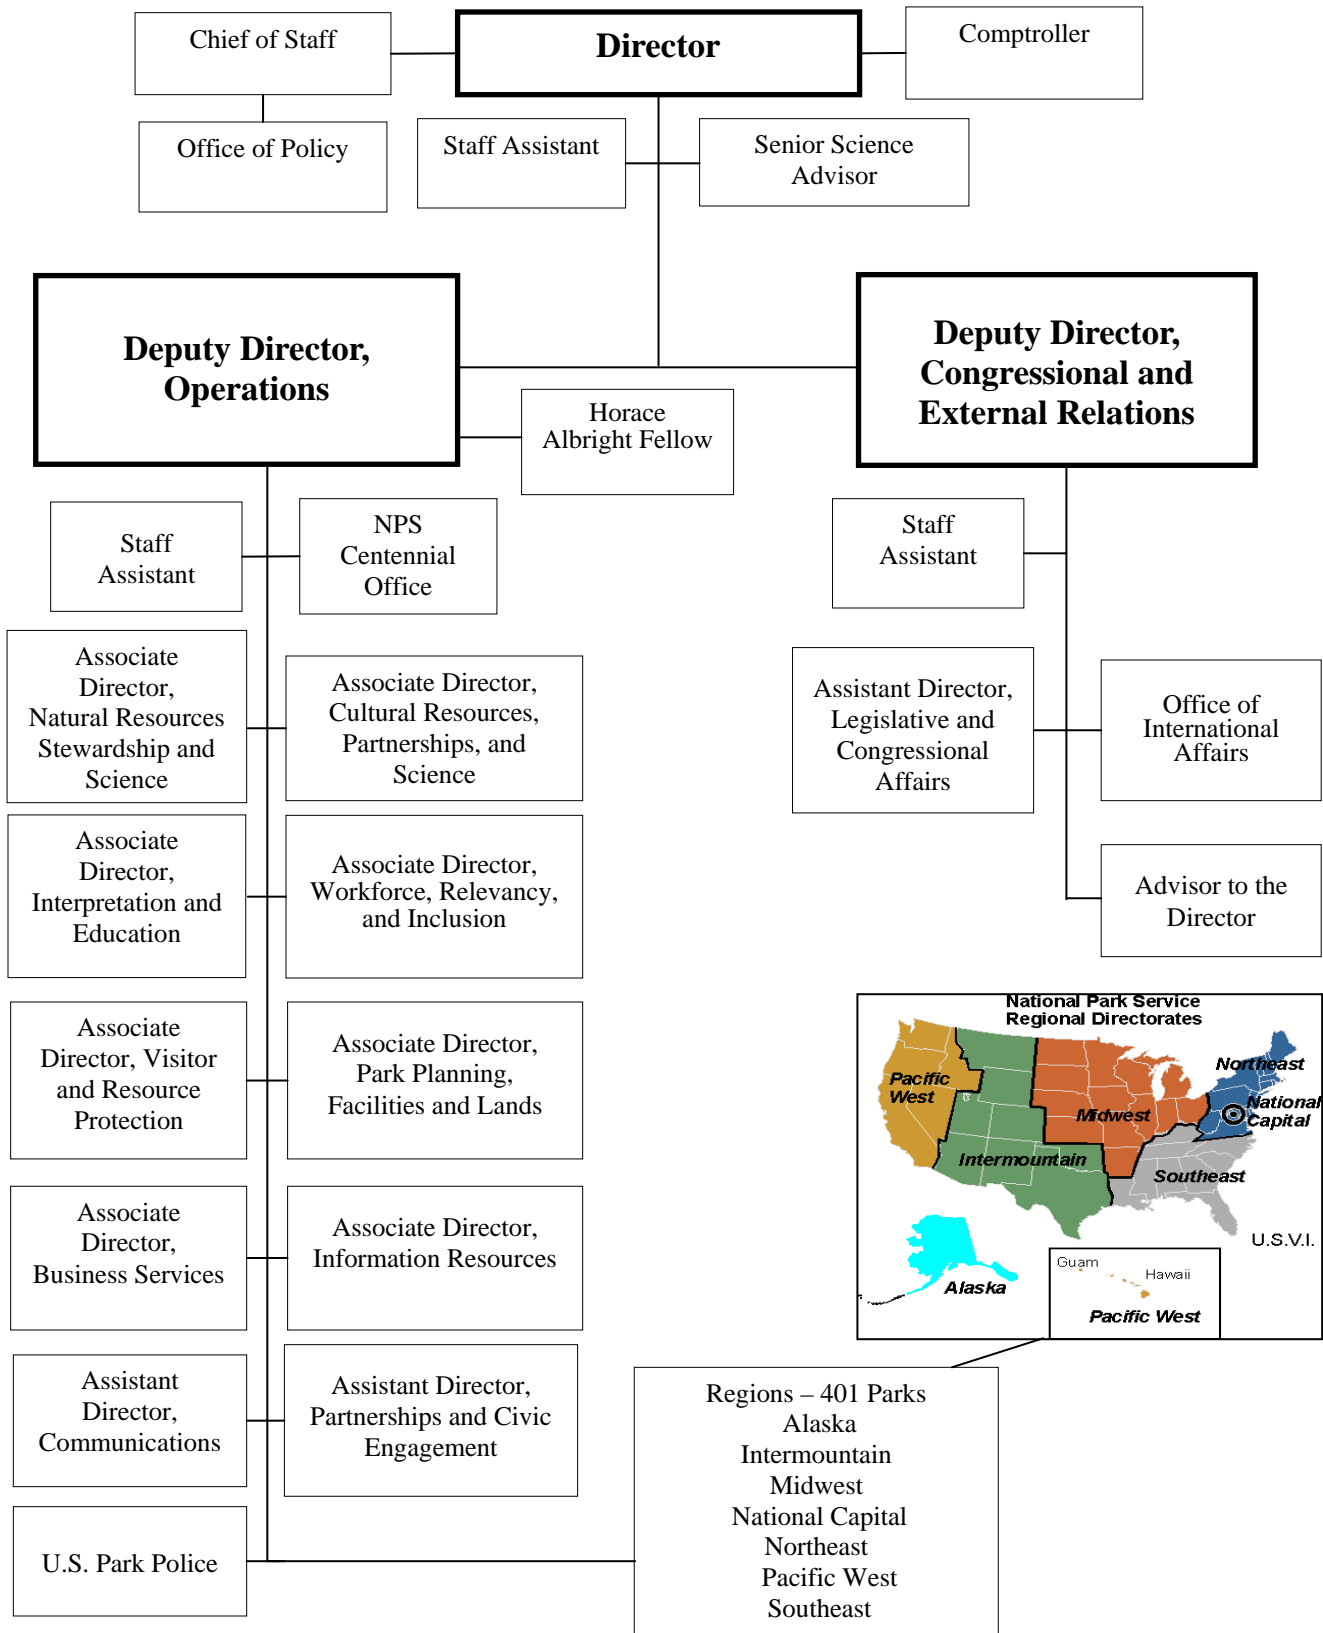 Chief of Staff
Director
Comptroller
Office of Policy
Staff Assistant
Senior Science
Advisor
Deputy Director,
Operations
Deputy Director,
Congressional and
External Relations
Horace
Albright Fellow
Staff
Assistant
NPS
Centennial
Office
Staff
Assistant
Associate
Director,
Natural Resources
Stewardship and
Science
Associate Director,
Cultural Resources,
Partnerships, and
Science
Assistant Director,
Legislative and
Congressional
Affairs
Office of
International
Affairs
Associate
Director,
Interpretation and
Education
Associate Director,
Workforce, Relevancy,
and Inclusion
Advisor to the
Director
Associate
Director, Visitor
and Resource
Protection
Associate Director,
Park Planning,
Facilities and Lands
National Park Service
Regional Directorates
Pacific
West
Midwest
Northeast
National
Capital
Intermountain
Southeast
U.S.V.I.
Alaska
Guam
Hawaii
Pacific West
Associate
Director,
Business Services
Associate Director,
Information Resources
Assistant
Director,
Communications
Assistant Director,
Partnerships and Civic
Engagement
U.S. Park Police
Regions – 401 Parks
Alaska
Intermountain
Midwest
National Capital
Northeast
Pacific West
Southeast